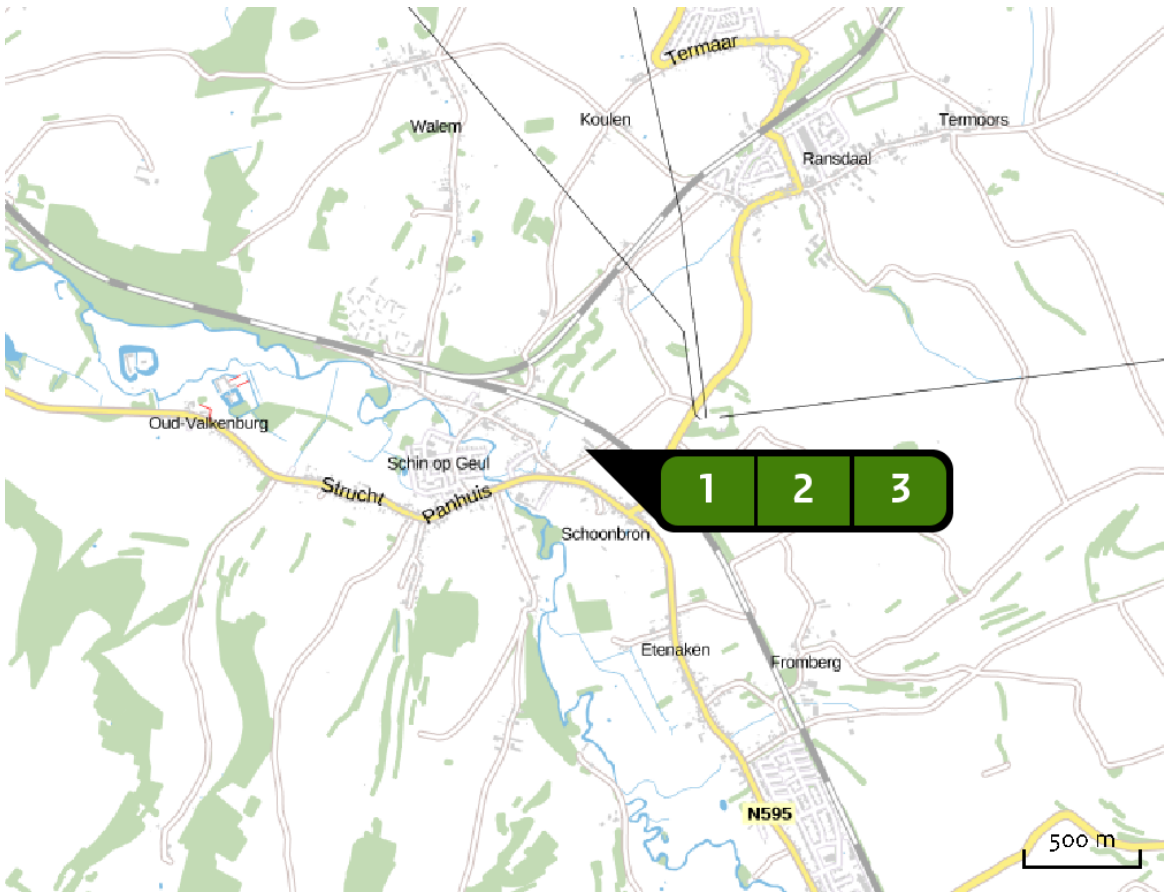 Termaar
Walem
Koulen
Termoors
Ransdaal
Oud-Valkenburg
Schin op Geul
Strucht
Panhuis
1 2 3
Schoonbron
Etenaken
Fromberg
N595
500 m